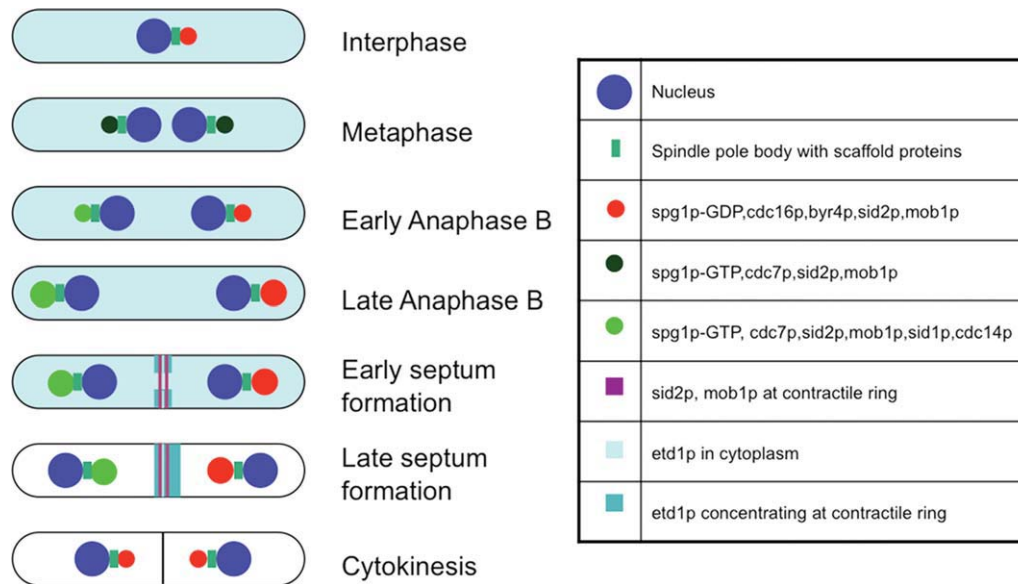 Interphase
Metaphase
Early Anaphase B
Late Anaphase B
Early septum
formation
Late septum
formation
Cytokinesis
Nucleus
Spindle pole body with scaffold proteins
spg1p-GDP,cdc16p,byr4p,sid2p,mob1p
spg1p-GTP,cdc7p,sid2p,mob1p
spg1p-GTP, cdc7p,sid2p,mob1p,sid1p,cdc14p
sid2p, mob1p at contractile ring
etd1p in cytoplasm
etd1p concentrating at contractile ring